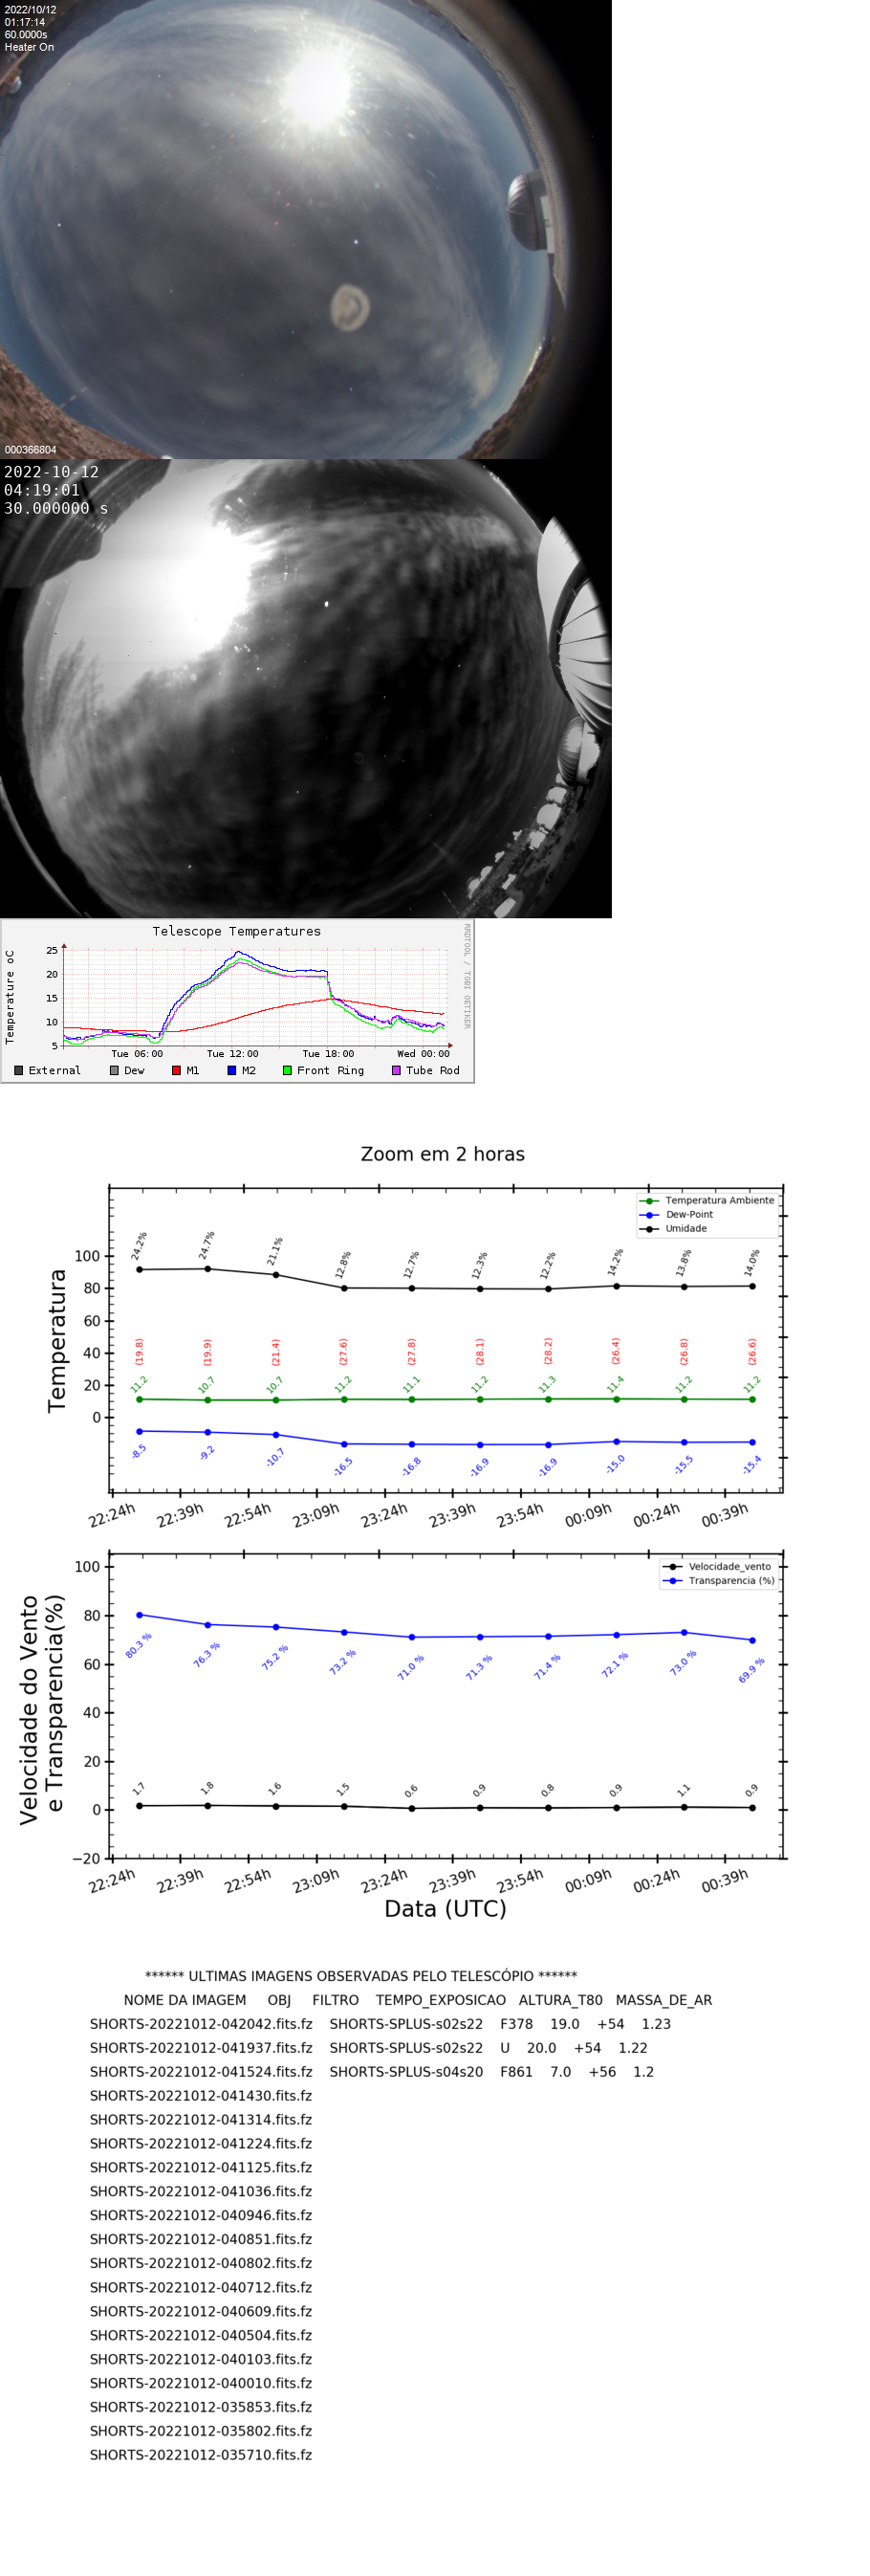 2022/10/12
01:17:14
60.0000s
Heater On
000366804
2022-10-12
04:19:01
30.000000 s
Telescope Temperatures
RRDTOOL / TOBI OETIKER
Temperature oC
25
20
15
10
5
Tue 06:00 Tue 12:00 Tue 18:00 Wed 00:00
External Dew M1 M2 Front Ring Tube Rod
Zoom em 2 horas
Temperatura Ambiente
Dew-Point
Umidade
Temperatura
100
80
60
40
20
0
24.2% 24.7% 21.1% 12.8% 12.7% 12.3% 12.2% 14.2% 13.8% 14.0%
(19.8) (19.9) (21.4) (27.6) (27.8) (28.1) (28.2) (26.4) (26.8) (26.6)
11.2 10.7 10.7 11.2 11.1 11.2 11.3 11.4 11.2 11.2
-8.5 -9.2 -10.7 -16.5 -16.8 -16.9 -16.9 -15.0 -15.5 -15.4
22:24h 22:39h 22:54h 23:09h 23:24h 23:39h 23:54h 00:09h 00:24h 00:39h
Velocidade_vento
Transparencia (%)
Velocidade do Vento
e Transparencia(%)
100
80
60
40
20
0
−20
80.3 % 76.3 % 75.2 % 73.2 % 71.0 % 71.3 % 71.4 % 72.1 % 73.0 % 69.9 %
1.7 1.8 1.6 1.5 0.6 0.9 0.8 0.9 1.1 0.9
22:24h 22:39h 22:54h 23:09h 23:24h 23:39h 23:54h 00:09h 00:24h 00:39h
Data (UTC)
****** ULTIMAS IMAGENS OBSERVADAS PELO TELESCÓPIO ******
NOME DA IMAGEM OBJ FILTRO TEMPO_EXPOSICAO ALTURA_T80 MASSA_DE_AR
SHORTS-20221012-042042.fits.fz SHORTS-SPLUS-s02s22 F378 19.0 +54 1.23
SHORTS-20221012-041937.fits.fz SHORTS-SPLUS-s02s22 U 20.0 +54 1.22
SHORTS-20221012-041524.fits.fz SHORTS-SPLUS-s04s20 F861 7.0 +56 1.2
SHORTS-20221012-041430.fits.fz
SHORTS-20221012-041314.fits.fz
SHORTS-20221012-041224.fits.fz
SHORTS-20221012-041125.fits.fz
SHORTS-20221012-041036.fits.fz
SHORTS-20221012-040946.fits.fz
SHORTS-20221012-040851.fits.fz
SHORTS-20221012-040802.fits.fz
SHORTS-20221012-040712.fits.fz
SHORTS-20221012-040609.fits.fz
SHORTS-20221012-040504.fits.fz
SHORTS-20221012-040103.fits.fz
SHORTS-20221012-040010.fits.fz
SHORTS-20221012-035853.fits.fz
SHORTS-20221012-035802.fits.fz
SHORTS-20221012-035710.fits.fz